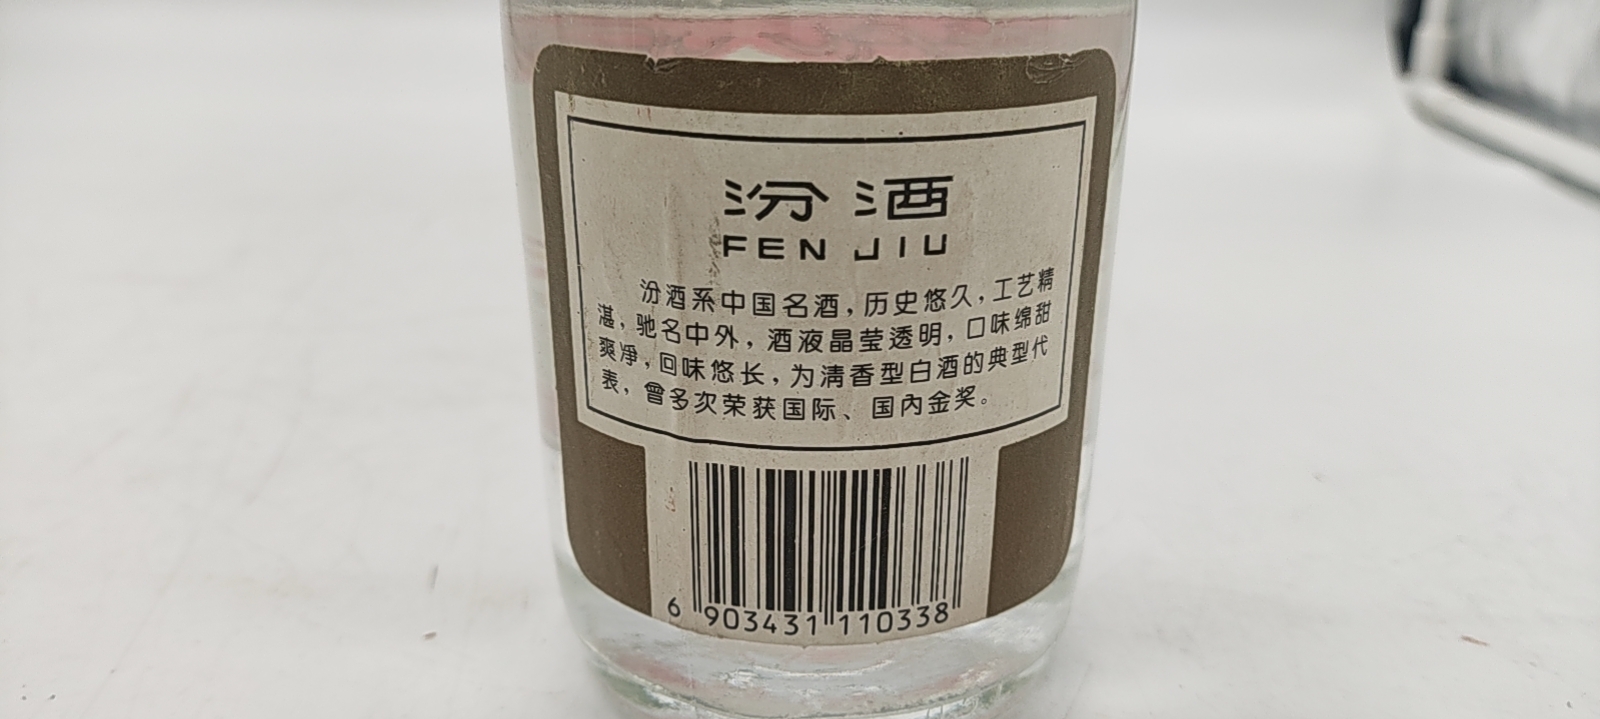 汾酒
FEN JIU
汾酒系中国名酒，历史悠久，工艺精
湛，驰名中外，酒液晶莹透明，口味绵甜
爽净，回味悠长，为清香型白酒的典型代
表，曾多次荣获国际、国内金奖。
6 903431 110338